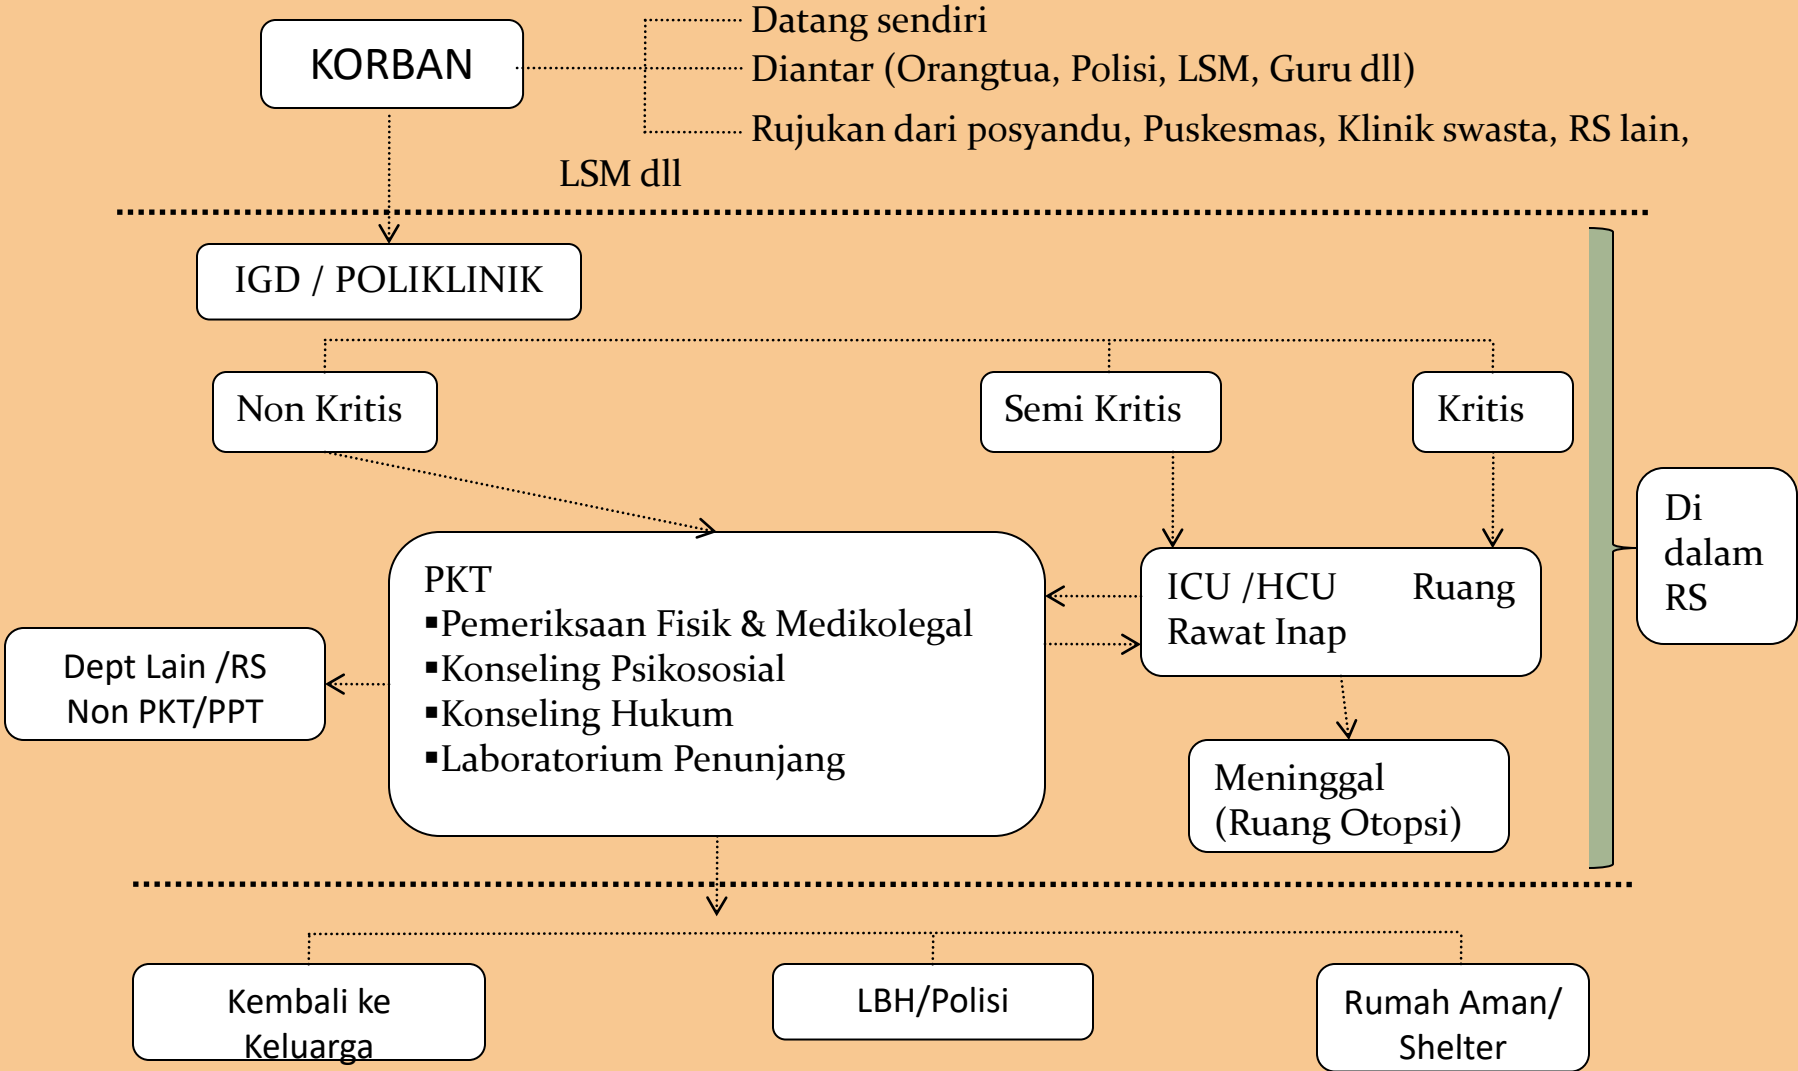 KORBAN
Datang sendiri
Diantar (Orangtua, Polisi, LSM, Guru dll)
Rujukan dari posyandu, Puskesmas, Klinik swasta, RS lain,
LSM dll
IGD / POLIKLINIK
Non Kritis
Semi Kritis
Kritis
Di
dalam
RS
PKT
▪Pemeriksaan Fisik & Medikolegal
▪Konseling Psikososial
▪Konseling Hukum
▪Laboratorium Penunjang
ICU /HCU Ruang
Rawat Inap
Dept Lain /RS
Non PKT/PPT
Meninggal
(Ruang Otopsi)
Kembali ke
Keluarga
LBH/Polisi
Rumah Aman/
Shelter